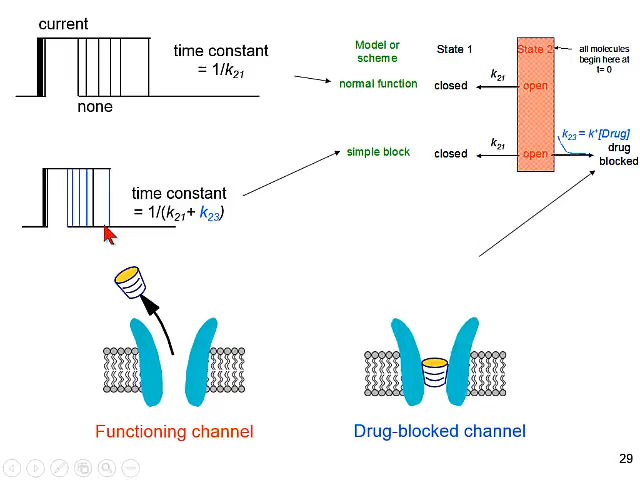 current
time constant
= 1/k21
none
Model or
scheme
State 1
State 2
all molecules
begin here at
t= 0
normal function
closed
k21
open
simple block
closed
k21
open
k23 = k+[Drug]
drug
blocked
time constant
= 1/(k21+ k23)
Functioning channel
Drug-blocked channel
29